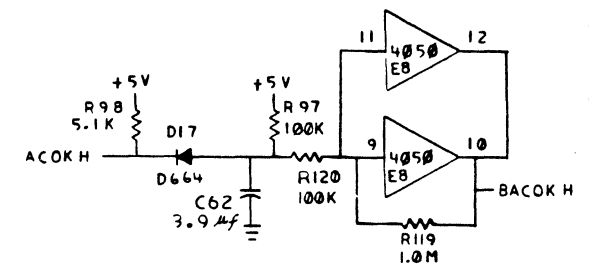 11
4050
E8
12
+5V
R98
5.1K
+5V
R97
100K
D17
ACOK H
D664
R120
100K
9
4050
E8
10
BACOK H
C62
3.9 µf
R119
1.0M